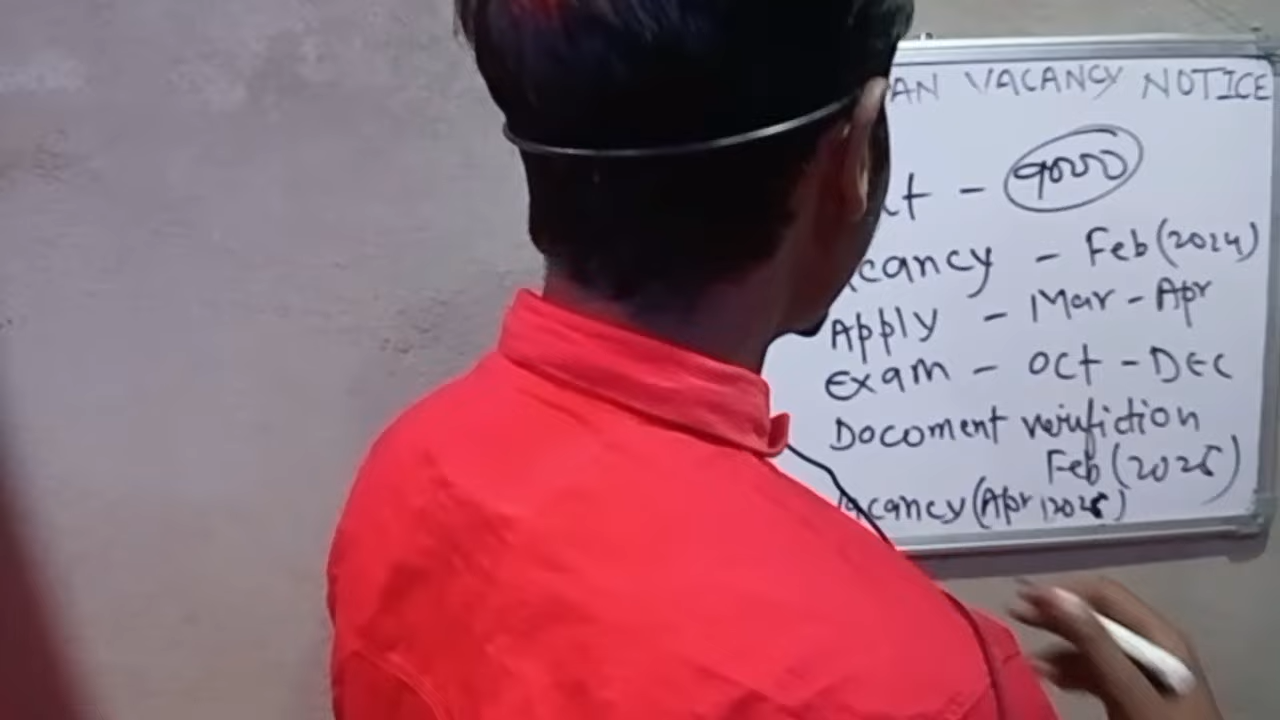 AN VACANCY NOTICE
t - 9000
cancy - Feb (2024)
Apply - Mar - Apr
Exam - Oct - DEC
Docoment verifiction
Feb (2025)
acancy (Apr 2025)